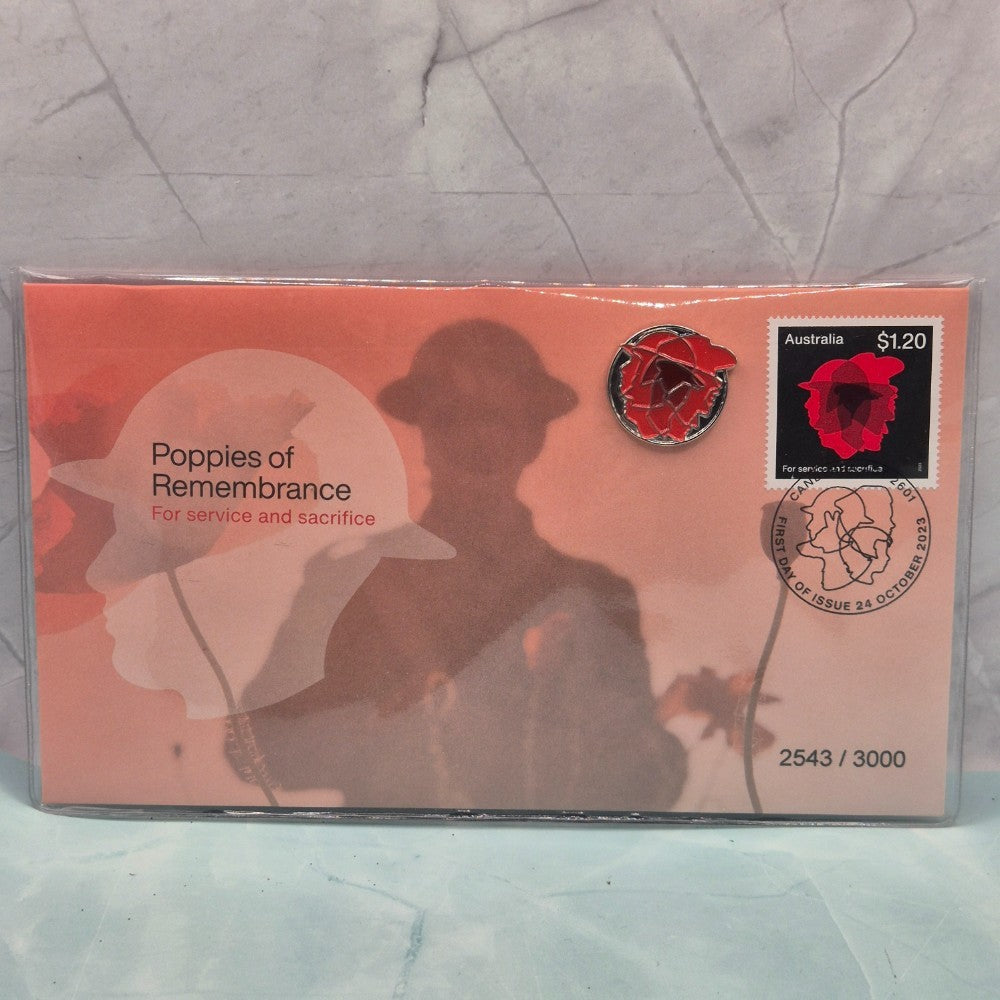 Poppies of
Remembrance
For service and sacrifice
Australia
$1.20
For service and sacrifice
2601
FIRST DAY OF ISSUE 24 OCTOBER 2023
2543 / 3000